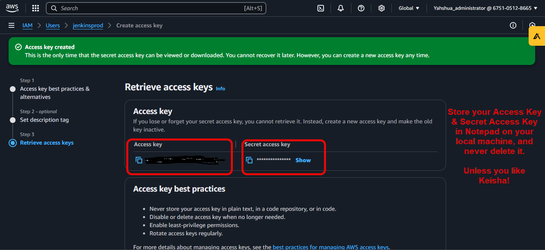 aws
Search
[Alt+S]
Global
Yahshua_administrator @ 6751-0512-8665
IAM > Users > jenkinsprod > Create access key
Access key created
This is the only time that the secret access key can be viewed or downloaded. You cannot recover it later. However, you can create a new access key any time.
Step 1
Access key best practices &
alternatives
Step 2 - optional
Set description tag
Step 3
Retrieve access keys
Retrieve access keys Info
Access key
If you lose or forget your secret access key, you cannot retrieve it. Instead, create a new access key and make the old
key inactive.
Access key
Secret access key
*************** Show
Access key best practices
• Never store your access key in plain text, in a code repository, or in code.
• Disable or delete access key when no longer needed.
• Enable least-privilege permissions.
• Rotate access keys regularly.
For more details about managing access keys, see the best practices for managing AWS access keys.
Store your Access Key
& Secret Access Key
in Notepad on your
local machine, and
never delete it.
Unless you like
Keisha!